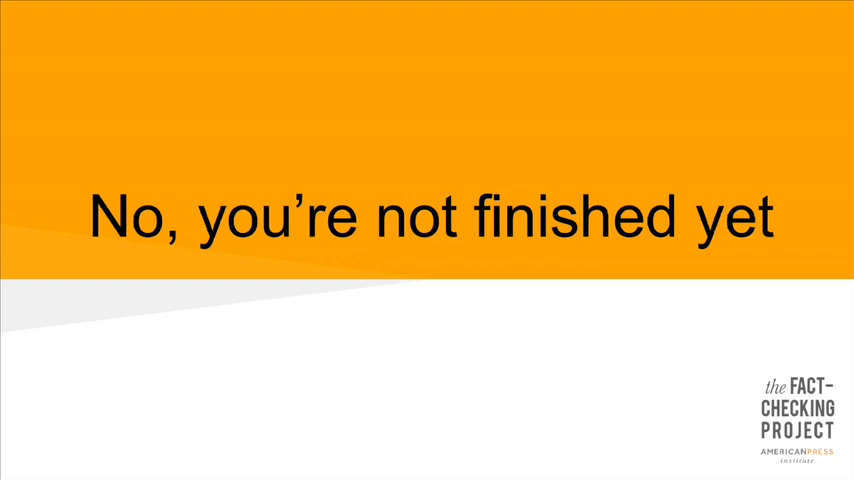 No, you’re not finished yet
the FACT-
CHECKING
PROJECT
AMERICANPRESS
institute